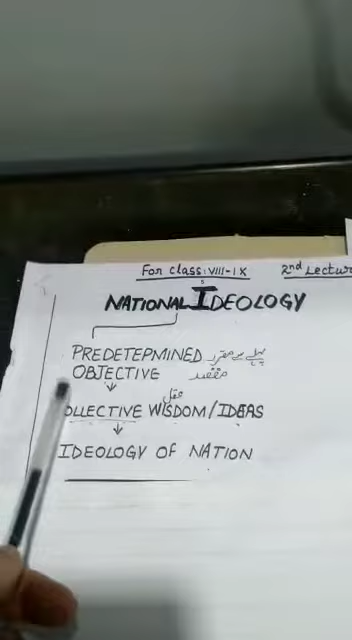 For class: VIII-IX 2nd Lectur
NATIONAL IDEOLOGY
PREDETEPMINED پہلے سے مقرر
OBJECTIVE مقصد
عقل
OLLECTIVE WISDOM/IDEAS
IDEOLOGY OF NATION